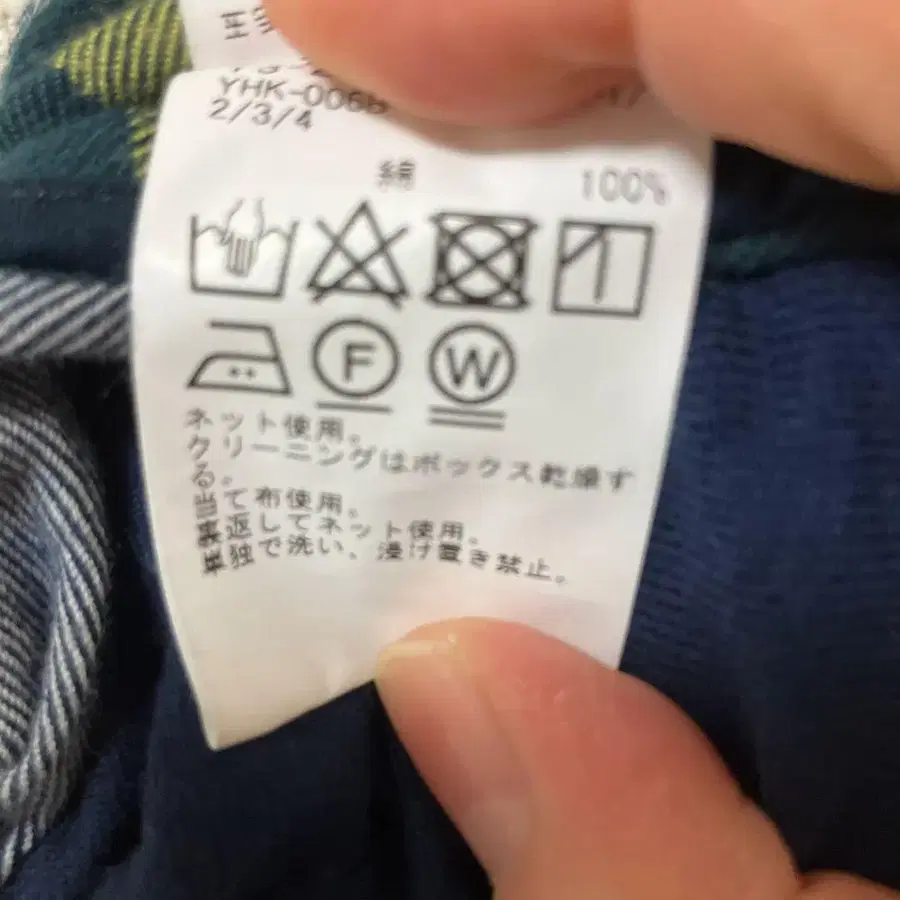 YHK-006B
2/3/4
綿 100%
F W
ネット使用。
クリーニングはボックス乾燥す
る。
当て布使用。
裏返してネット使用。
単独で洗い、浸け置き禁止。